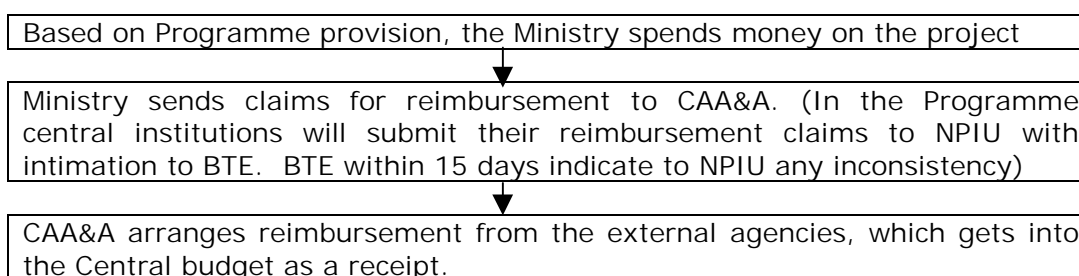 Based on Programme provision, the Ministry spends money on the project
Ministry sends claims for reimbursement to CAA&A. (In the Programme
central institutions will submit their reimbursement claims to NPIU with
intimation to BTE. BTE within 15 days indicate to NPIU any inconsistency)
CAA&A arranges reimbursement from the external agencies, which gets into
the Central budget as a receipt.